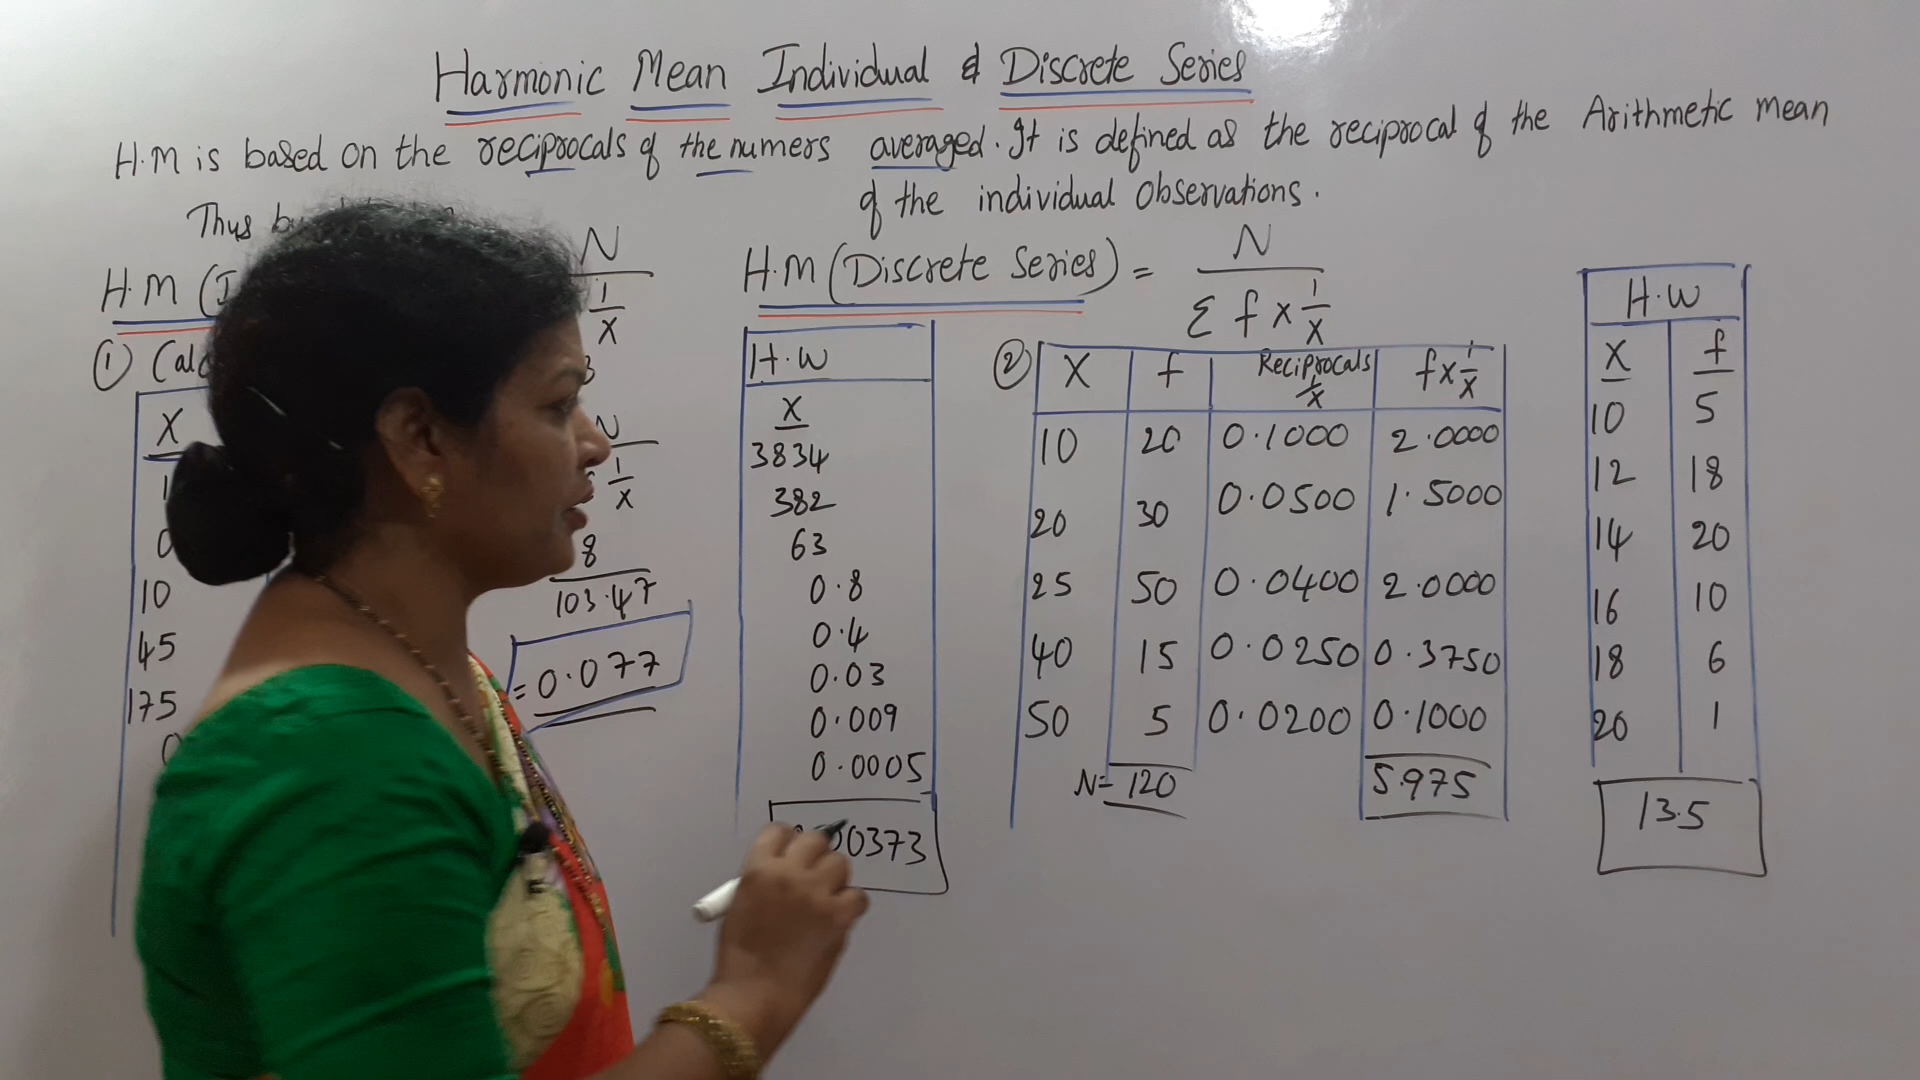 Harmonic Mean Individual & Discrete Series
H.M is based on the reciprocals of the numers averaged. It is defined as the reciprocal of the Arithmetic mean
of the individual Observations.
Thus
H.M (I
N
1
X
① Calc
X
10
45
175
N
1
X
8
103.47
= 0.077
H.M (Discrete Series) = N
Σ f x 1/X
H.W
X
3834
382
63
0.8
0.4
0.03
0.009
0.0005
00373
② X f Reciprocals 1/X f x 1/X
10 20 0.1000 2.0000
20 30 0.0500 1.5000
25 50 0.0400 2.0000
40 15 0.0250 0.3750
50 5 0.0200 0.1000
N= 120 5.975
H.W
X f
10 5
12 18
14 20
16 10
18 6
20 1
13.5